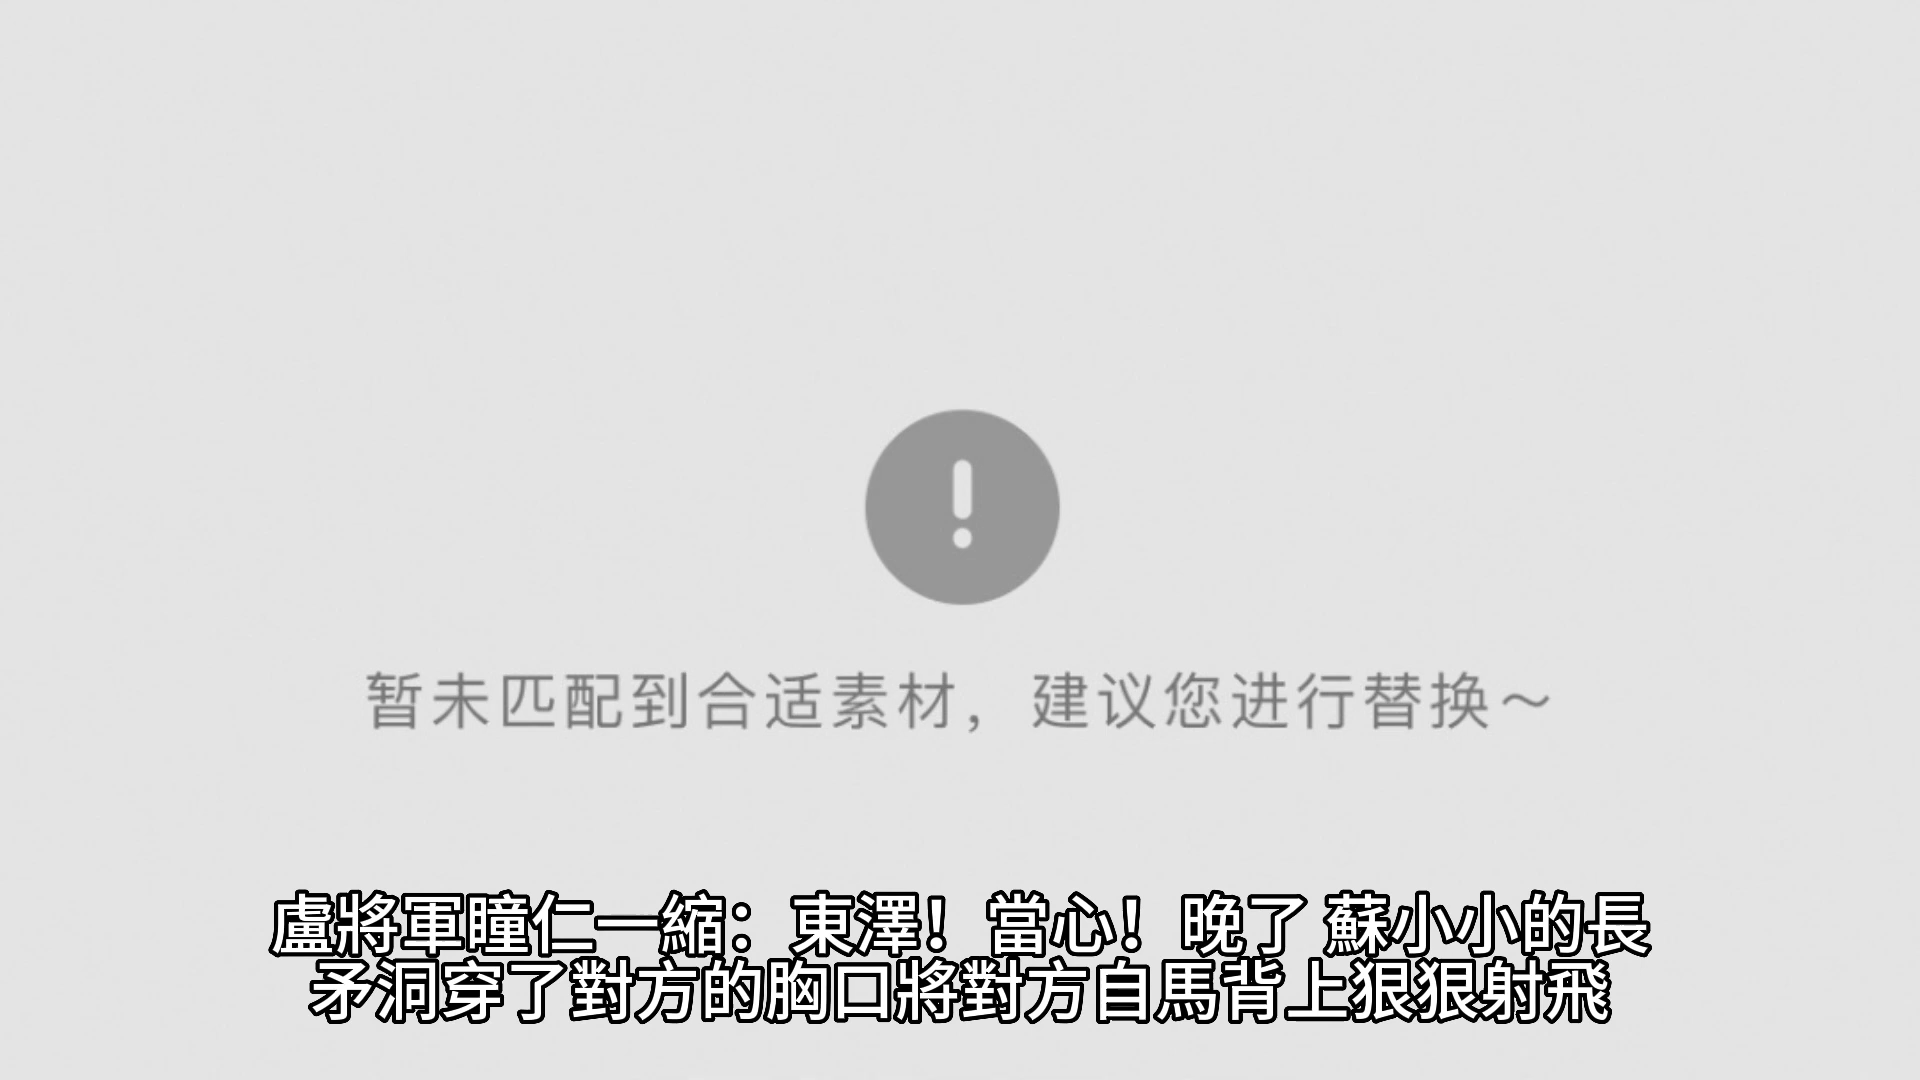 暂未匹配到合适素材，建议您进行替换～
盧將軍瞳仁一縮：東澤！當心！晚了 蘇小小的長
矛洞穿了對方的胸口將對方自馬背上狠狠射飛